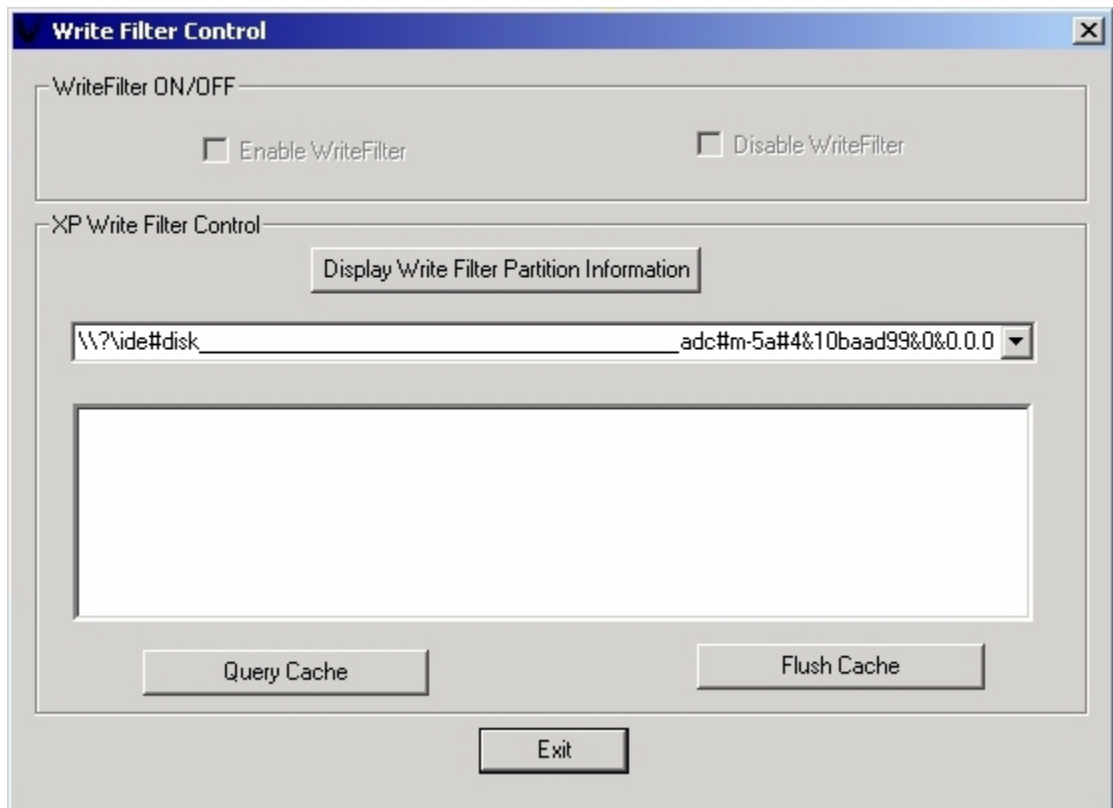 Write Filter Control
WriteFilter ON/OFF
Enable WriteFilter
Disable WriteFilter
XP Write Filter Control
Display Write Filter Partition Information
\\?\ide#disk________________________________________adc#m-5a#4&10baad99&0&0.0.0
Query Cache
Flush Cache
Exit